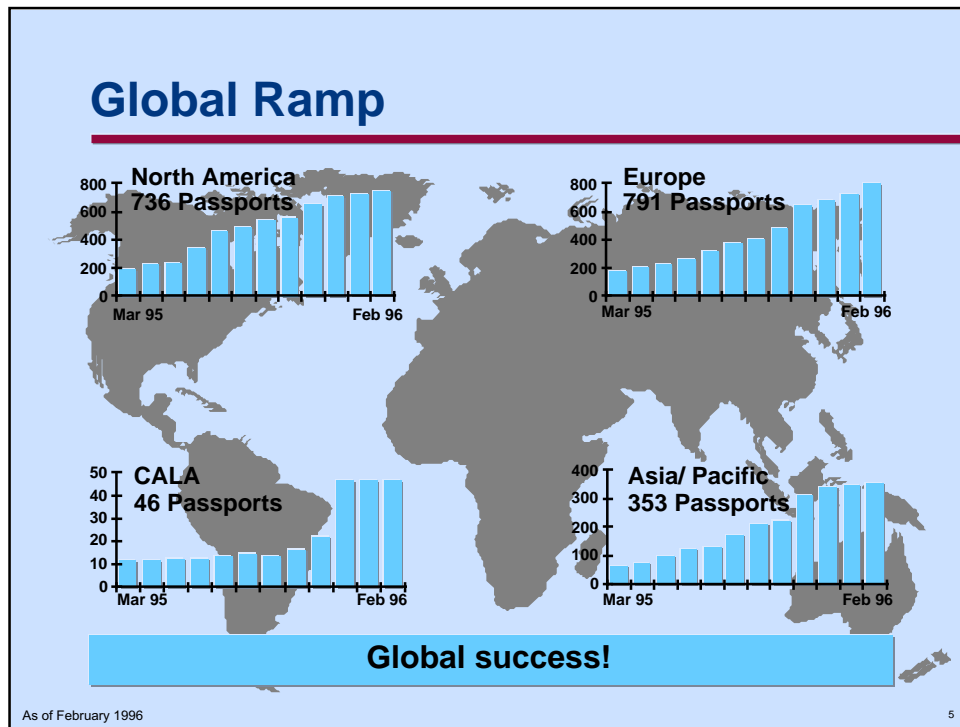 Global Ramp
North America
736 Passports
800
600
400
200
0
Mar 95 Feb 96
Europe
791 Passports
800
600
400
200
0
Mar 95 Feb 96
CALA
46 Passports
50
40
30
20
10
0
Mar 95 Feb 96
Asia/ Pacific
353 Passports
400
300
200
100
0
Mar 95 Feb 96
Global success!
As of February 1996
5